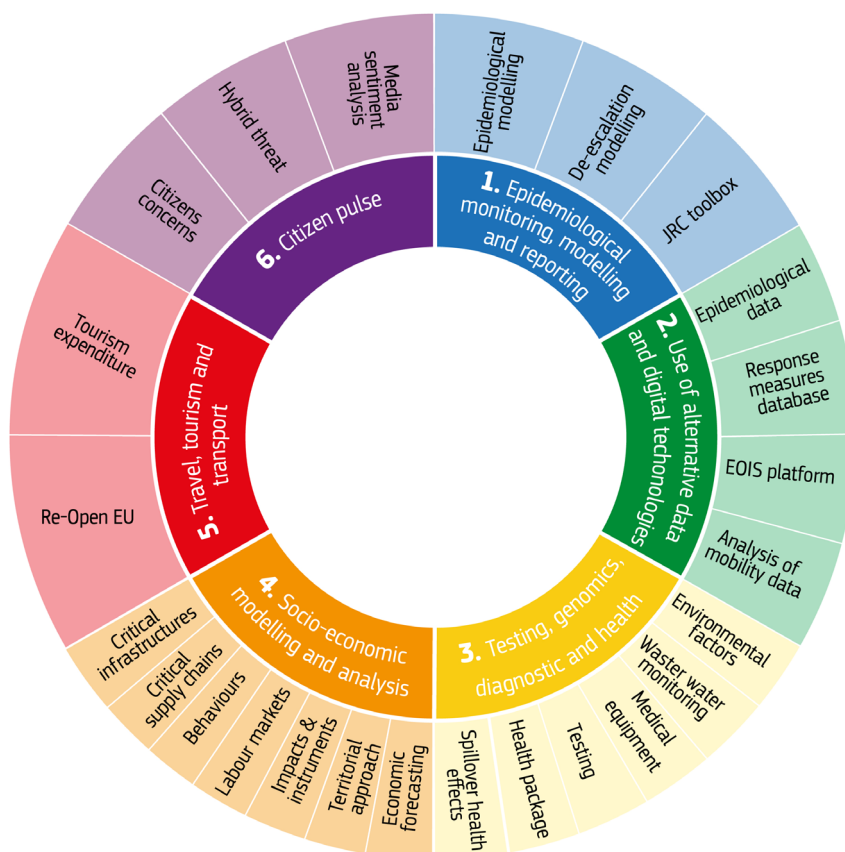 1. Epidemiological
monitoring, modelling
and reporting
Epidemiological
modelling
De-escalation
modelling
JRC toolbox
2. Use of alternative data
and digital techonologies
Epidemiological
data
Response
measures
database
EOIS platform
Analysis of
mobility data
3. Testing, genomics,
diagnostic and health
Environmental
factors
Waster water
monitoring
Medical
equipment
Testing
Health package
Spillover health
effects
4. Socio-economic
modelling and analysis
Economic
forecasting
Territorial
approach
Impacts &
instruments
Labour markets
Behaviours
Critical
supply chains
Critical
infrastructures
5. Travel, tourism and
transport
Re-Open EU
Tourism
expenditure
6. Citizen pulse
Citizens
concerns
Hybrid threat
Media
sentiment
analysis